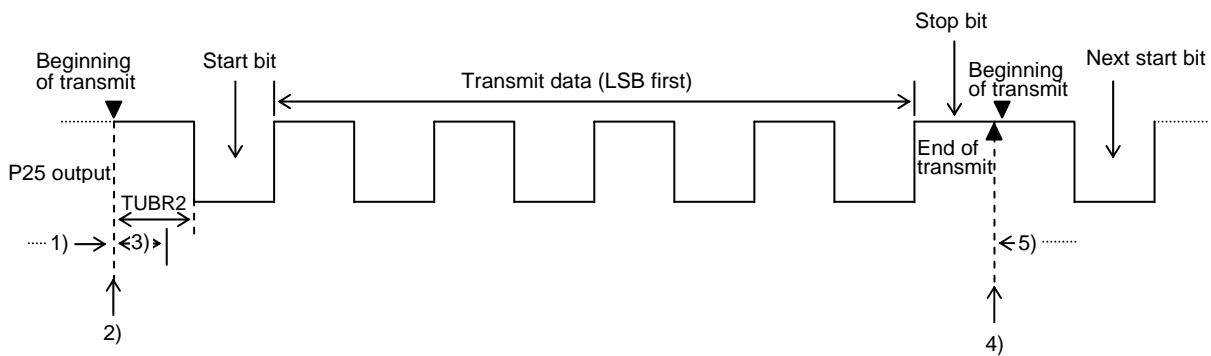 Stop bit
Beginning
of transmit
Start bit
Transmit data (LSB first)
Beginning
of transmit
Next start bit
P25 output
End of
transmit
TUBR2
1)
3)
5)
2)
4)